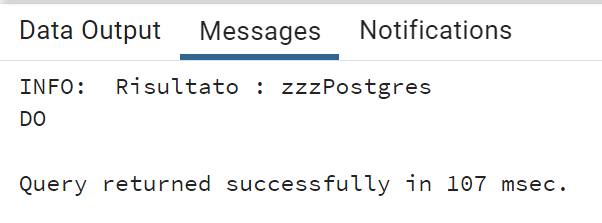 Data Output Messages Notifications
INFO:  Risultato : zzzPostgres
DO
Query returned successfully in 107 msec.